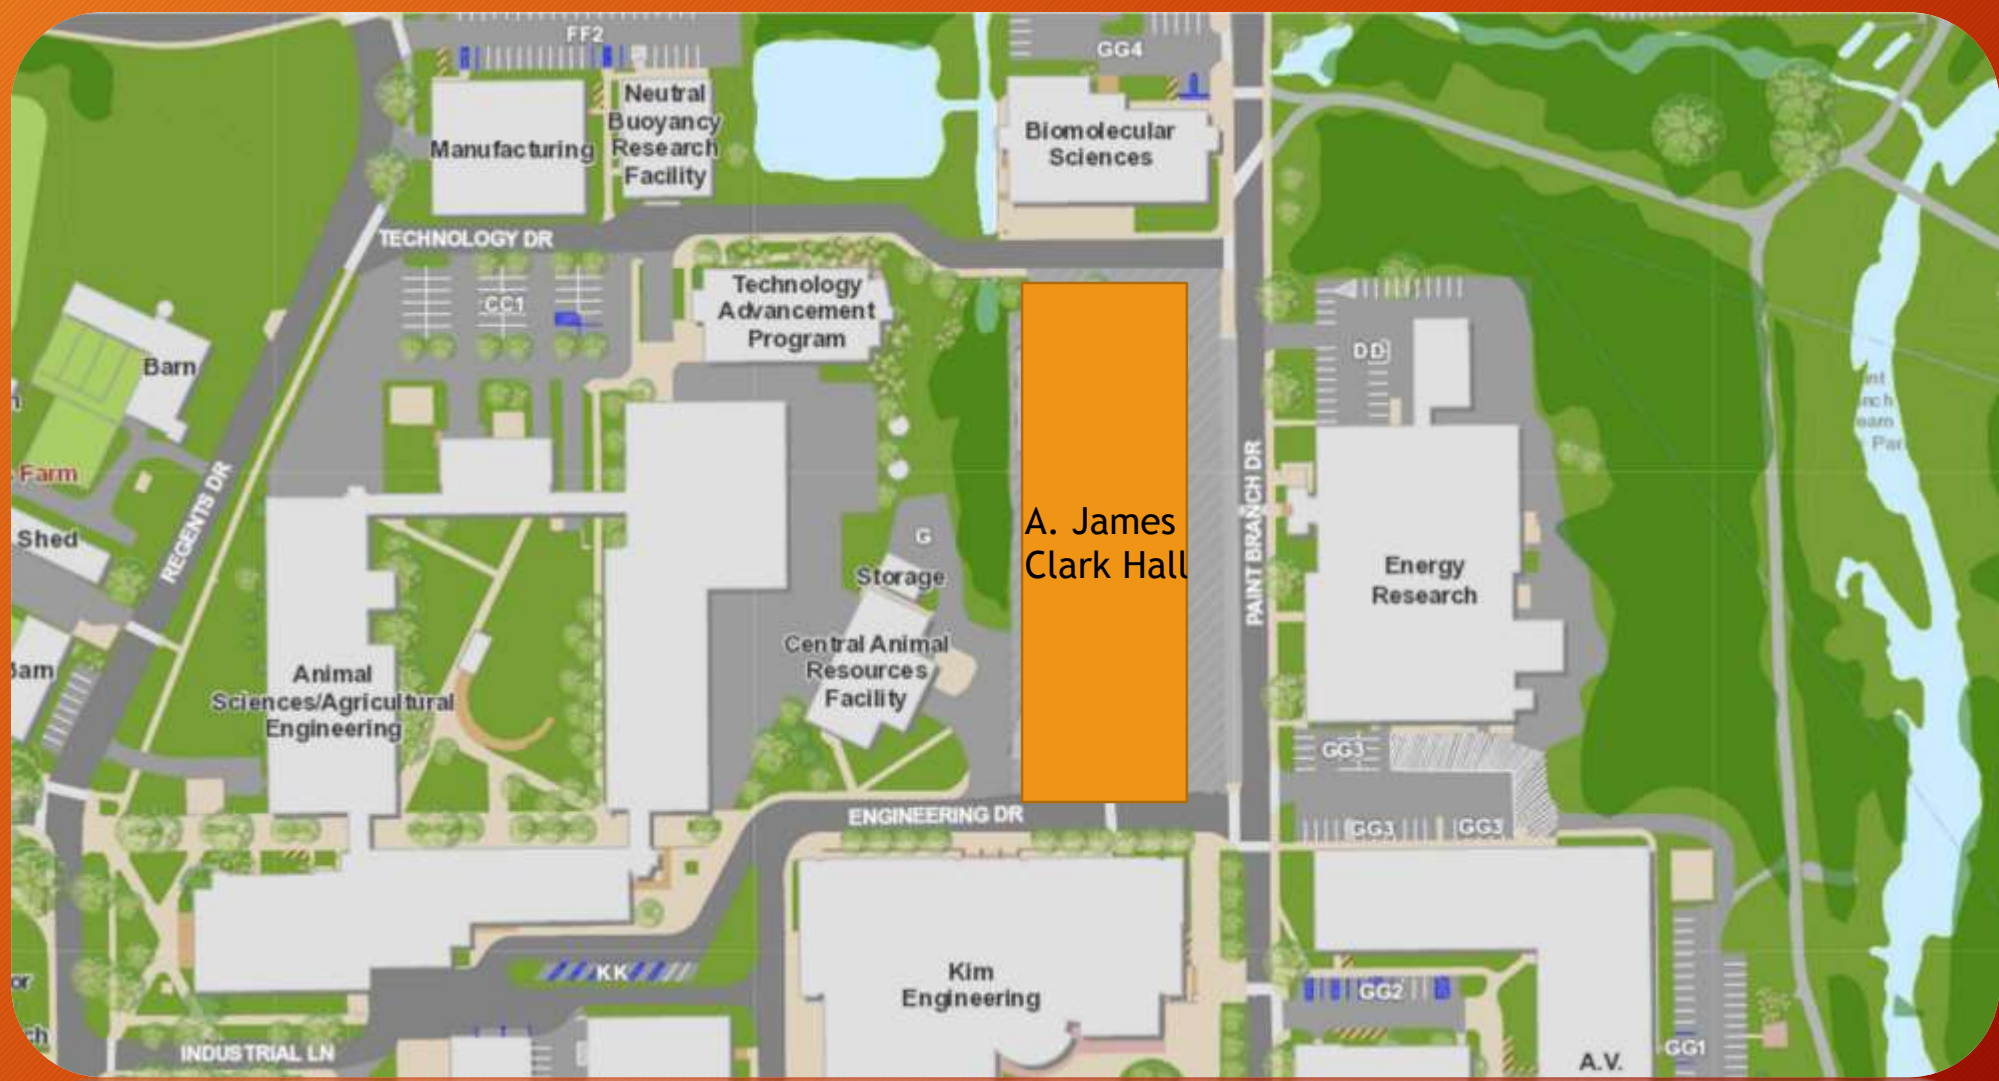 FF2
GG4
Neutral
Buoyancy
Research
Facility
Manufacturing
Biomolecular
Sciences
TECHNOLOGY DR
CC1
Technology
Advancement
Program
Barn
DD
Farm
REGENTS DR
PAINT BRANCH DR
A. James
Clark Hall
Shed
G
Storage
Energy
Research
Central Animal
Resources
Facility
Animal
Sciences/Agricultural
Engineering
GG3
ENGINEERING DR
GG3
GG3
KK
Kim
Engineering
GG2
INDUSTRIAL LN
GG1
A.V.